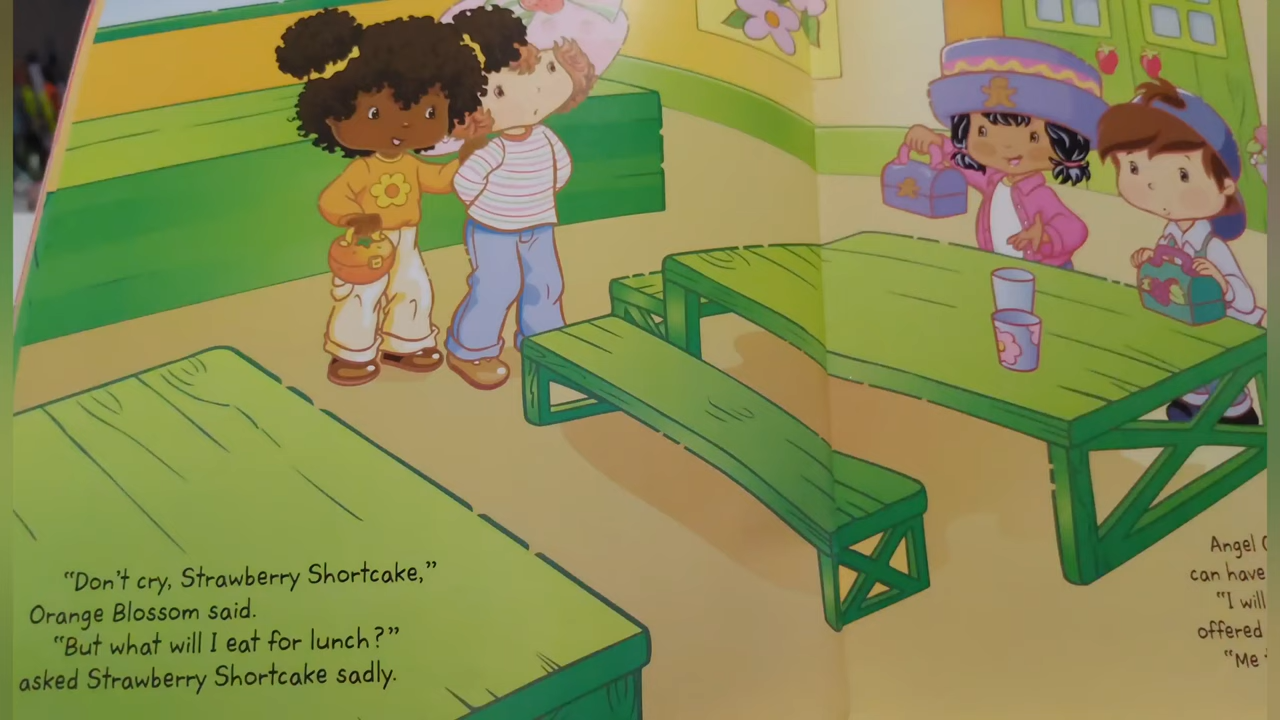 “Don’t cry, Strawberry Shortcake,”
Orange Blossom said.
“But what will I eat for lunch?”
asked Strawberry Shortcake sadly.
Angel
can have
“I will
offered
“Me